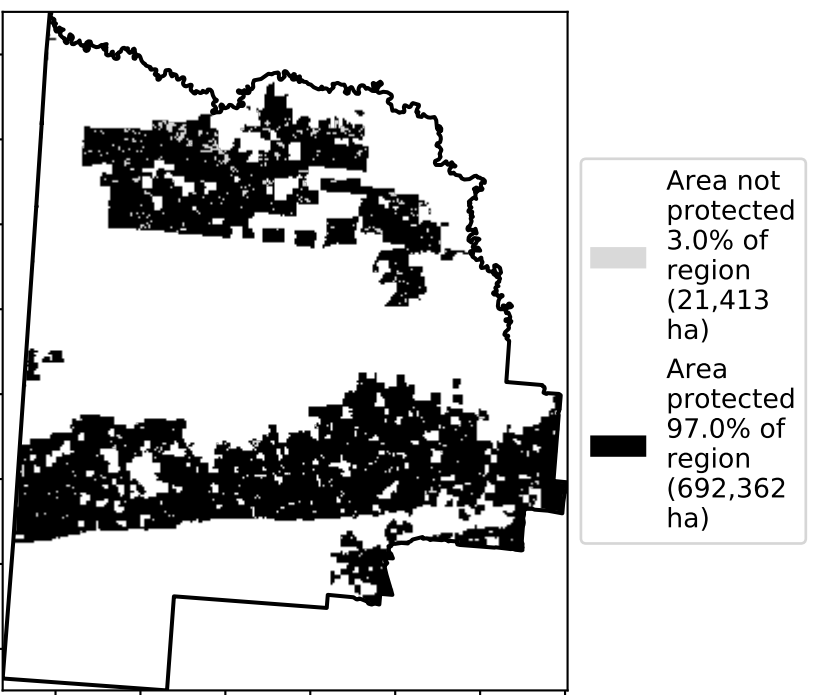 Area not
protected
3.0% of
region
(21,413
ha)
Area
protected
97.0% of
region
(692,362
ha)